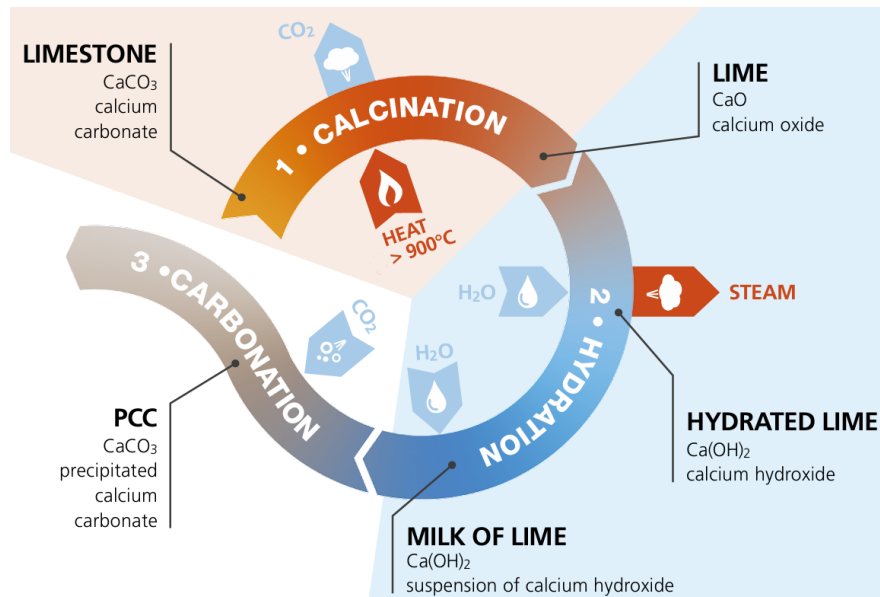 LIMESTONE
CaCO₃
calcium
carbonate
CO₂
1 • CALCINATION
HEAT
> 900°C
LIME
CaO
calcium oxide
2 • HYDRATION
H₂O
STEAM
H₂O
HYDRATED LIME
Ca(OH)₂
calcium hydroxide
MILK OF LIME
Ca(OH)₂
suspension of calcium hydroxide
3 •CARBONATION
CO₂
PCC
CaCO₃
precipitated
calcium
carbonate